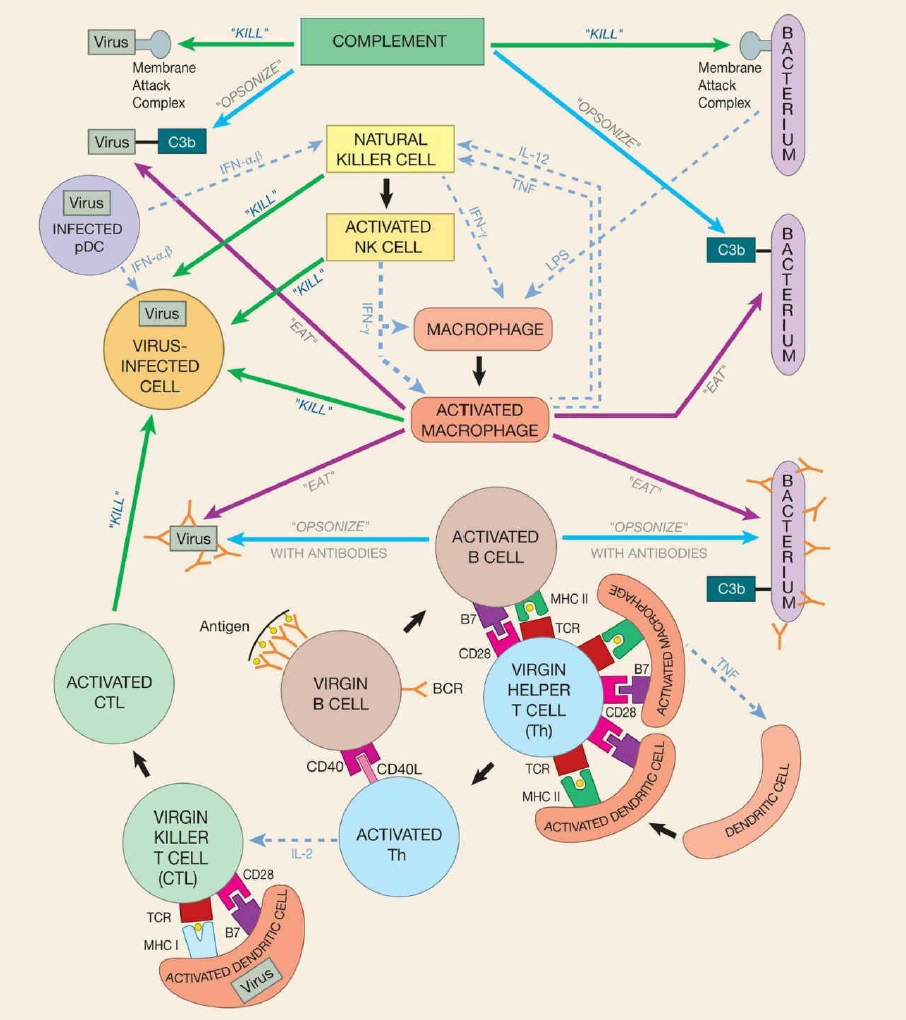 COMPLEMENT
"KILL"
"KILL"
Virus
Membrane
Attack
Complex
Membrane
Attack
Complex
BACTERIUM
"OPSONIZE"
"OPSONIZE"
Virus
C3b
NATURAL
KILLER CELL
IFN-α,β
IL-12
TNF
Virus
INFECTED
pDC
"KILL"
IFN-γ
ACTIVATED
NK CELL
C3b
BACTERIUM
IFN-α,β
LPS
"KILL"
Virus
VIRUS-
INFECTED
CELL
IFN-γ
"EAT"
MACROPHAGE
"EAT"
"KILL"
ACTIVATED
MACROPHAGE
"EAT"
"EAT"
"KILL"
Virus
"OPSONIZE"
WITH ANTIBODIES
ACTIVATED
B CELL
"OPSONIZE"
WITH ANTIBODIES
BACTERIUM
C3b
B7
MHC II
TCR
CD28
ACTIVATED MACROPHAGE
Antigen
VIRGIN
B CELL
BCR
VIRGIN
HELPER
T CELL
(Th)
B7
CD28
TNF
ACTIVATED
CTL
CD40
CD40L
TCR
MHC II
ACTIVATED DENDRITIC CELL
DENDRITIC CELL
VIRGIN
KILLER
T CELL
(CTL)
IL-2
ACTIVATED
Th
CD28
TCR
B7
MHC I
ACTIVATED DENDRITIC CELL
Virus